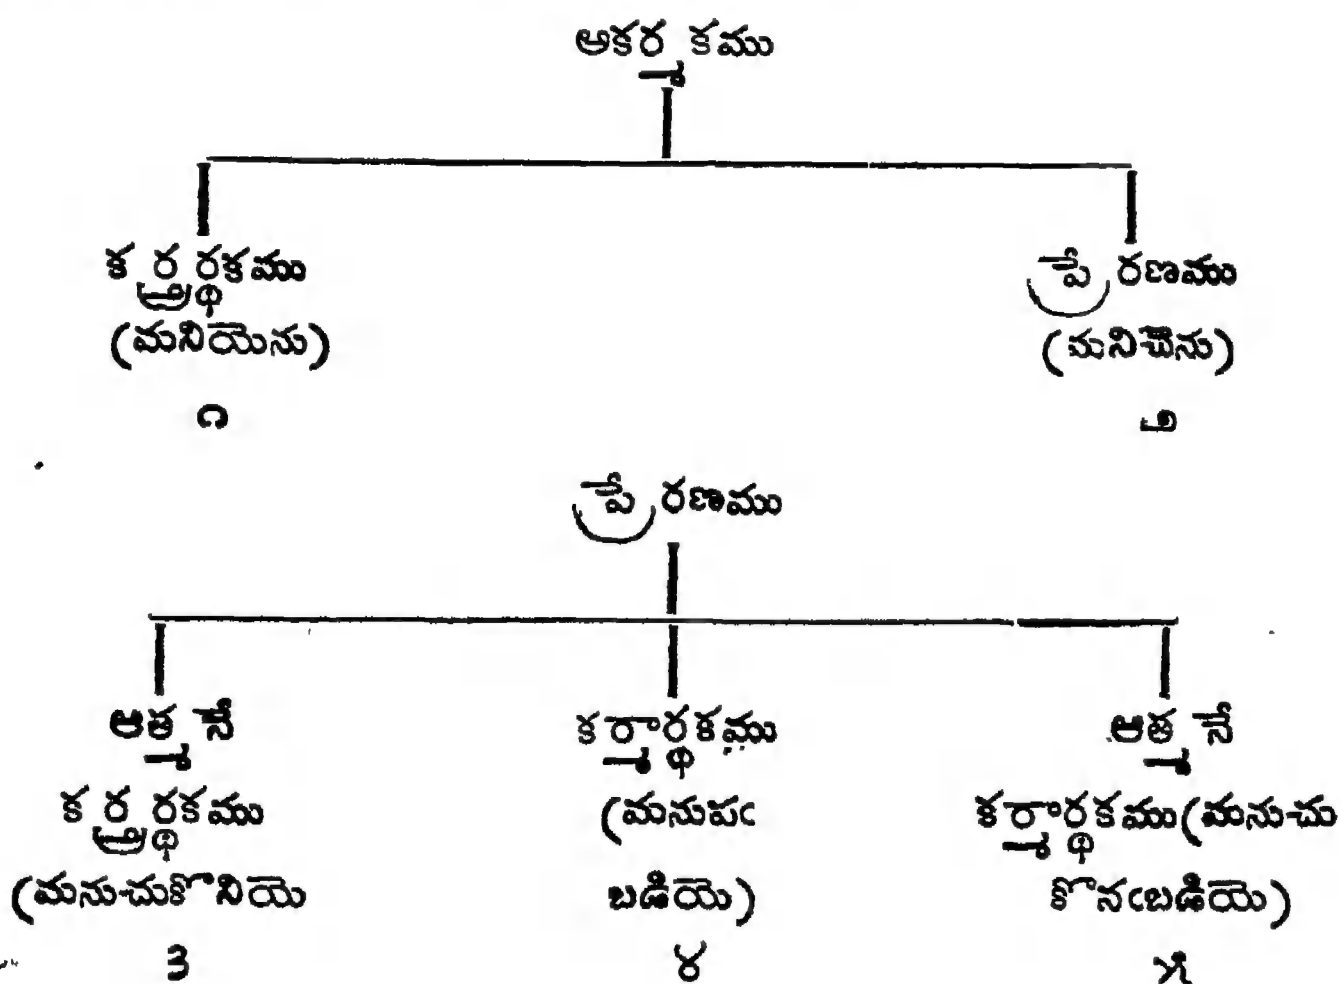 అకర్మకము
కర్త్రర్థకము ప్రేరణము
(మనియెను) (మనిచెను)
౧ ౨
ప్రేరణము
ఆత్మనే కర్మార్థకము ఆత్మనే
కర్త్రర్థకము (మనుపఁ కర్మార్థకము(మనుచు
(మనుచుకొనియె బడియె) కొనఁబడియె)
౩ ౪ ౫